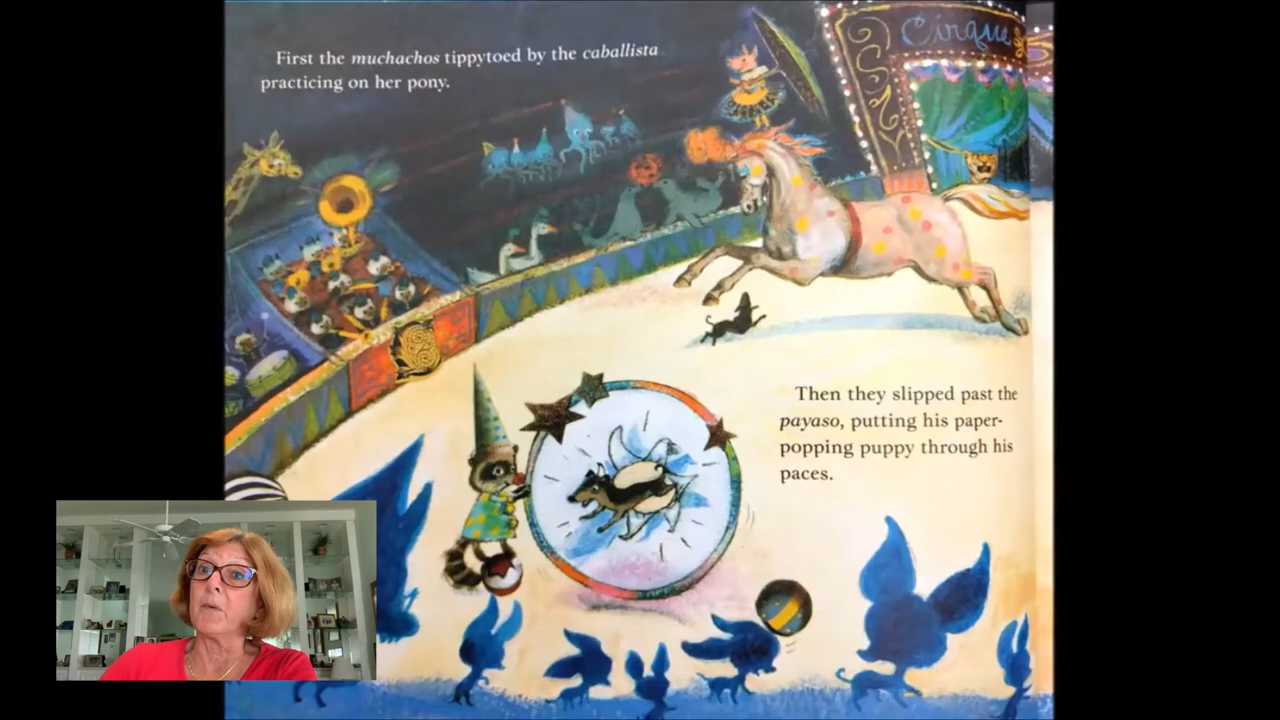 Cirque
First the muchachos tippytoed by the caballista
practicing on her pony.
Then they slipped past the
payaso, putting his paper-
popping puppy through his
paces.